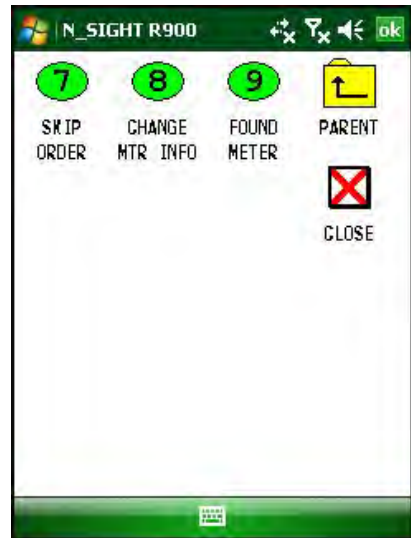 N_SIGHT R900
ok
7 8 9
SKIP CHANGE FOUND PARENT
ORDER MTR INFO METER
CLOSE